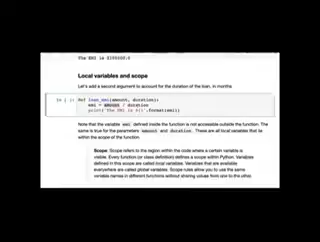 The EMI is $100000.0
Local variables and scope
Let's add a second argument to account for the duration of the loan, in months
In [ ]: def loan_emi(amount, duration):
emi = amount / duration
print('The EMI is ${}'.format(emi))
Note that the variable emi defined inside the function is not accessible outside the function. The
same is true for the parameters amount and duration. These are all local variables that lie
within the scope of the function.
Scope: Scope refers to the region within the code where a certain variable is
visible. Every function (or class definition) defines a scope within Python. Variables
defined in this scope are called local variables. Variables that are available
everywhere are called global variables. Scope rules allow you to use the same
variable names in different functions without sharing values from one to the other.